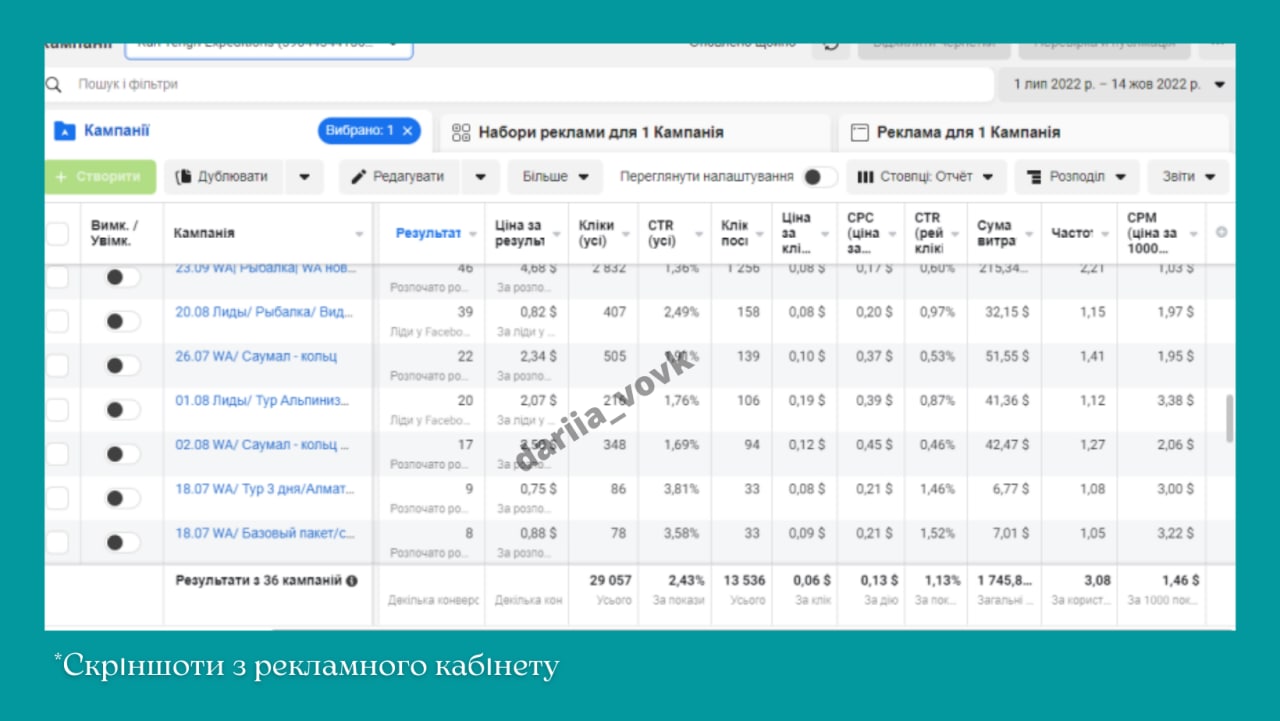 Пошук і фільтри
1 лип 2022 р. – 14 жов 2022 р.
Кампанії Вибрано: 1 Набори реклами для 1 Кампанія Реклама для 1 Кампанія
+ Створити Дублювати Редагувати Більше Переглянути налаштування Стовпці: Отчёт Розподіл Звіти
Вимк. / Увімк. Кампанія Результат Ціна за результ Кліки (усі) CTR (усі) Клік посі Ціна за клі... CPC (ціна за... CTR (рей клікі Сума витра Частот CPM (ціна за 1000...
23.09 WA| Рыбалка| WA нов... 46 4,68 $ 2 832 1,36% 1 256 0,08 $ 0,17 $ 0,60% 215,34... 2,21 1,03 $
Розпочато ро... За розпо...
20.08 Лиды/ Рыбалка/ Вид... 39 0,82 $ 407 2,49% 158 0,08 $ 0,20 $ 0,97% 32,15 $ 1,15 1,97 $
Ліди у Facebo... За ліди у ...
26.07 WA/ Саумал - кольц 22 2,34 $ 505 139 0,10 $ 0,37 $ 0,53% 51,55 $ 1,41 1,95 $
Розпочато ро... За розпо...
01.08 Лиды/ Тур Альпиниз... 20 2,07 $ 1,76% 106 0,19 $ 0,39 $ 0,87% 41,36 $ 1,12 3,38 $
Ліди у Facebo... За ліди у ...
02.08 WA/ Саумал - кольц ... 17 348 1,69% 94 0,12 $ 0,45 $ 0,46% 42,47 $ 1,27 2,06 $
Розпочато ро...
18.07 WA/ Тур 3 дня/Алмат... 9 0,75 $ 86 3,81% 33 0,08 $ 0,21 $ 1,46% 6,77 $ 1,08 3,00 $
Розпочато ро... За розпо...
18.07 WA/ Базовый пакет/с... 8 0,88 $ 78 3,58% 33 0,09 $ 0,21 $ 1,52% 7,01 $ 1,05 3,22 $
Розпочато ро... За розпо...
Результати з 36 кампаній 29 057 2,43% 13 536 0,06 $ 0,13 $ 1,13% 1 745,8... 3,08 1,46 $
Декілька конверс Декілька кон Усього За покази Усього За клік За дію За пок... Загальні ... За корист... За 1000 пок...
dariia_vovk
*Скріншоти з рекламного кабінету